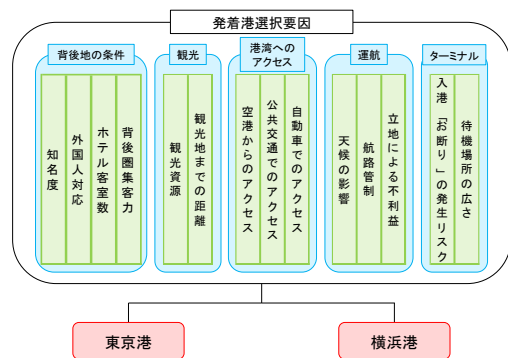 発着港選択要因
背後地の条件
知名度
外国人対応
ホテル客室数
背後圏集客力
観光
観光資源
観光地までの距離
港湾への
アクセス
空港からのアクセス
公共交通でのアクセス
自動車でのアクセス
運航
天候の影響
航路管制
立地による不利益
ターミナル
入港「お断り」の発生リスク
待機場所の広さ
東京港
横浜港